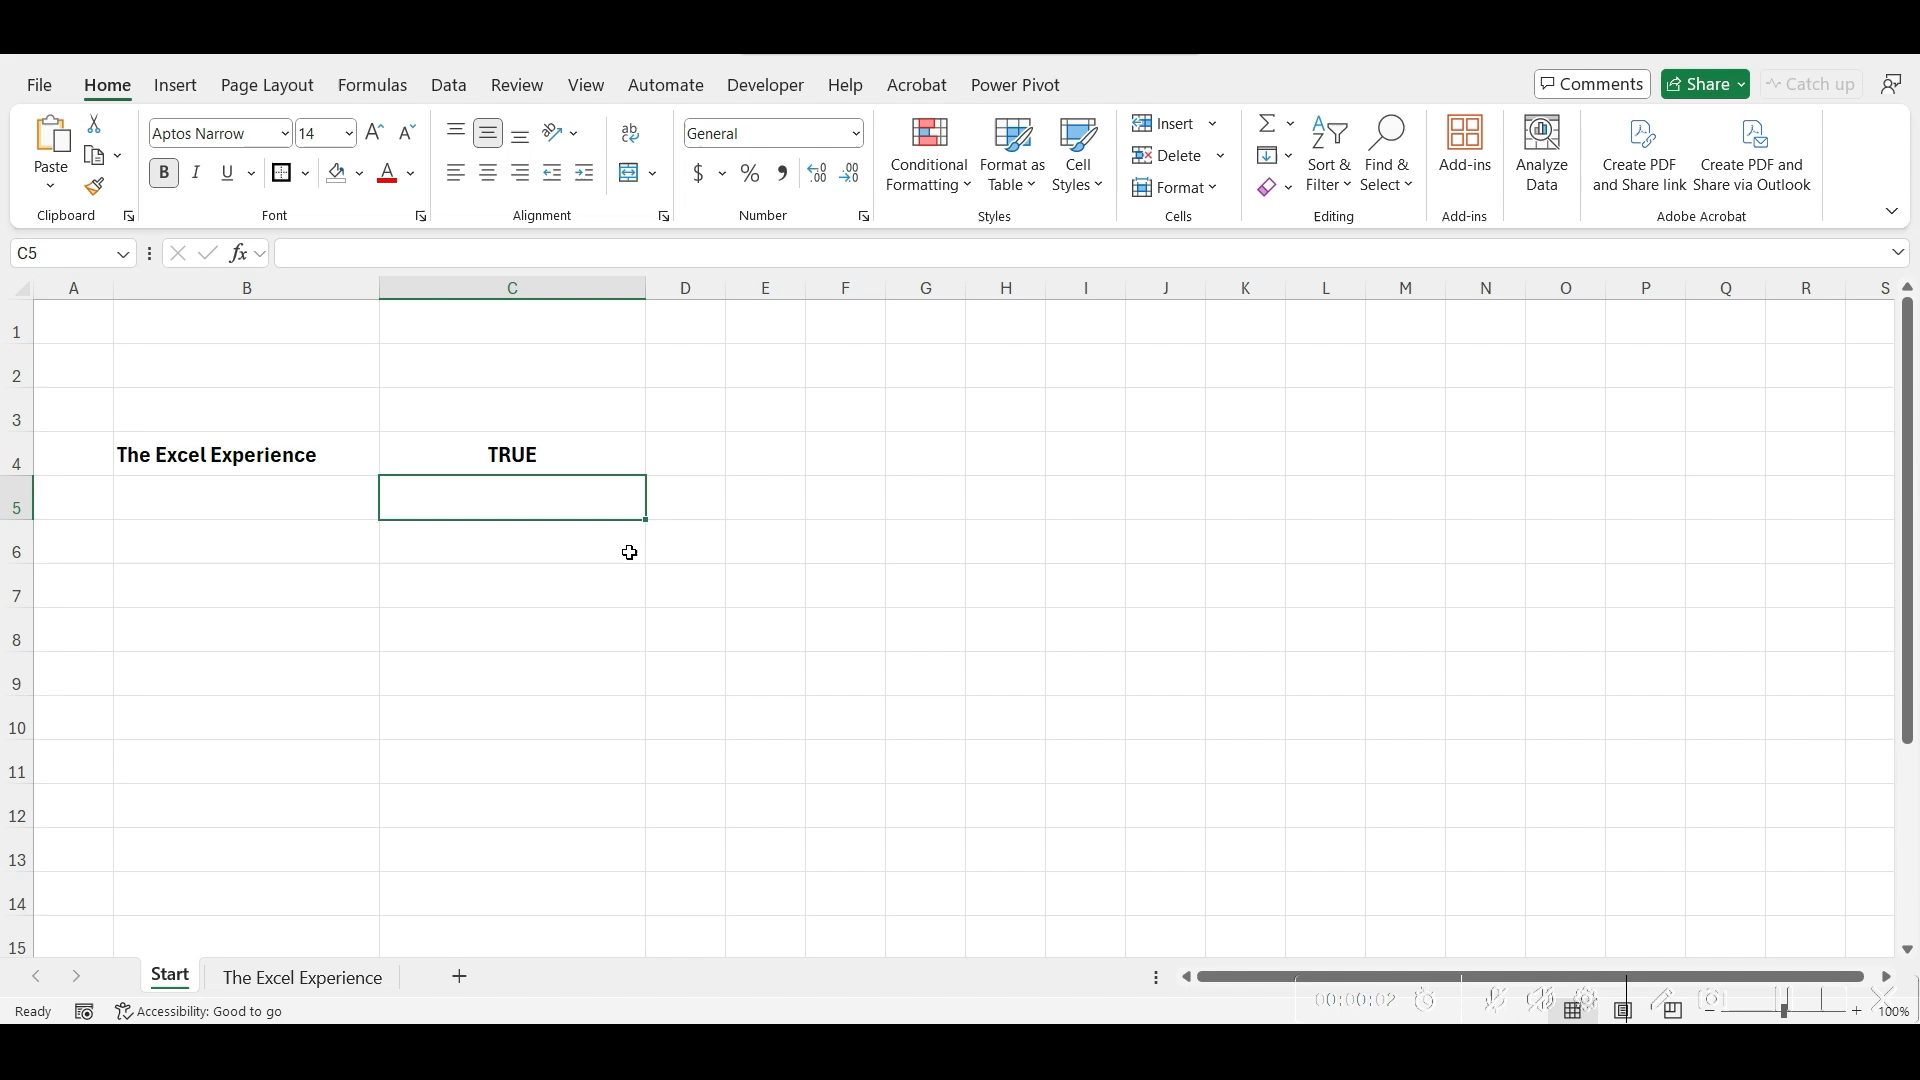 File Home Insert Page Layout Formulas Data Review View Automate Developer Help Acrobat Power Pivot Comments Share Catch up
Paste
Clipboard
Aptos Narrow 14
B I U A
Font
ab
Alignment
General
$ % 9 .00 .00
Number
Conditional Formatting
Format as Table
Cell Styles
Styles
Insert
Delete
Format
Cells
Sort & Filter
Find & Select
Editing
Add-ins
Add-ins
Analyze Data
Create PDF and Share link
Create PDF and Share via Outlook
Adobe Acrobat
C5 fx
A B C D E F G H I J K L M N O P Q R S
1
2
3
The Excel Experience TRUE
4
5
6
7
8
9
10
11
12
13
14
15
Start The Excel Experience +
Ready Accessibility: Good to go 00:00:02 100%